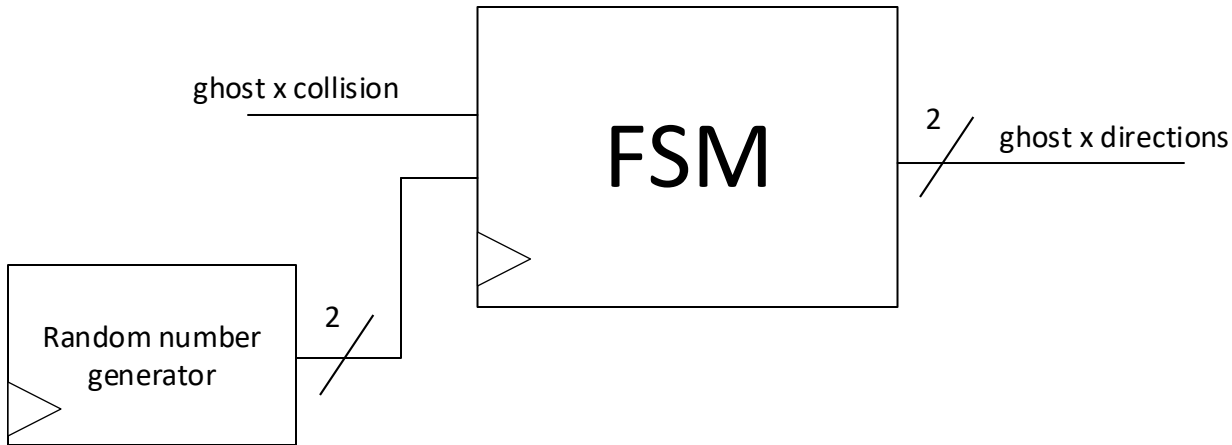 ghost x collision
FSM
2
ghost x directions
2
Random number
generator